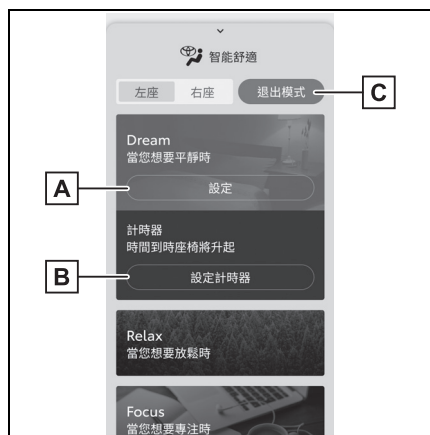 智能舒適
左座 右座 退出模式 C
Dream
當您想要平靜時
A 設定
計時器
時間到時座椅將升起
B 設定計時器
Relax
當您想要放鬆時
Focus
當您想要專注時